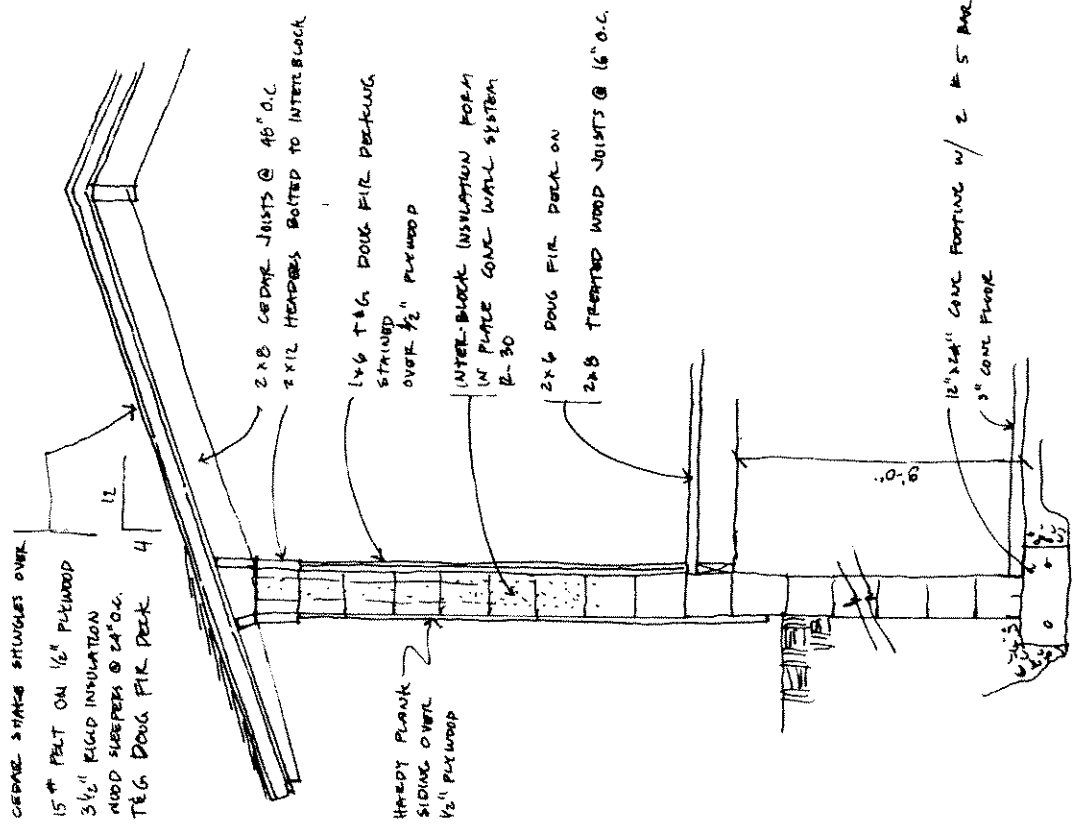 CEDAR SHAKE SHINGLES OVER
15# FELT ON 1/2" PLYWOOD
3 1/2" RIGID INSULATION
WOOD SLEEPERS @ 24" O.C.
T&G DOUG FIR DECK
12
4
2x8 CEDAR JOISTS @ 48" O.C.
2x12 HEADERS BOLTED TO INTERBLOCK
1x6 T&G DOUG FIR DECKING
STAINED
OVER 1/2" PLYWOOD
INTER-BLOCK INSULATION FORM
IN PLACE CONC WALL SYSTEM
R-30
HARDY PLANK
SIDING OVER
1/2" PLYWOOD
2x6 DOUG FIR DECK ON
2x8 TREATED WOOD JOISTS @ 16" O.C.
12"x24" CONC FOOTING W/ 2 # 5 BAR
3" CONC FLOOR